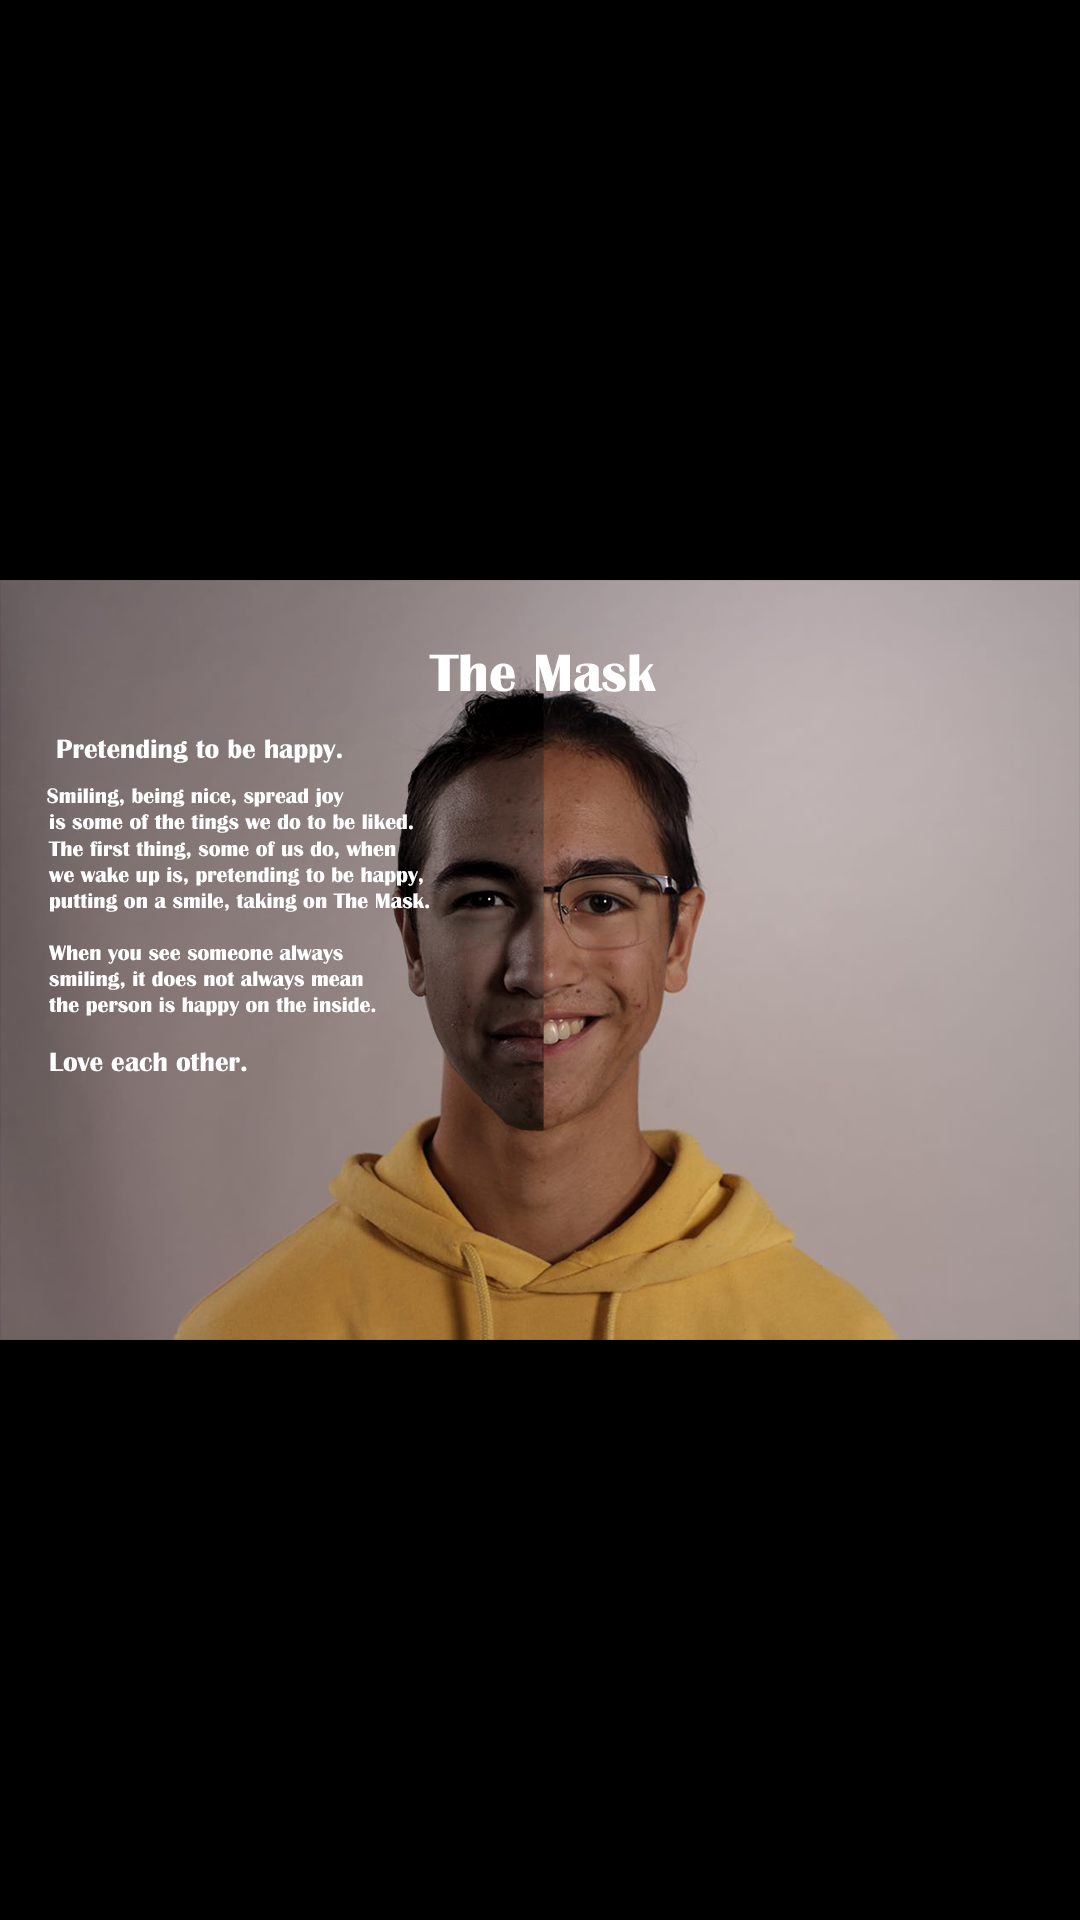 The Mask
Pretending to be happy.
Smiling, being nice, spread joy
is some of the tings we do to be liked.
The first thing, some of us do, when
we wake up is, pretending to be happy,
putting on a smile, taking on The Mask.
When you see someone always
smiling, it does not always mean
the person is happy on the inside.
Love each other.